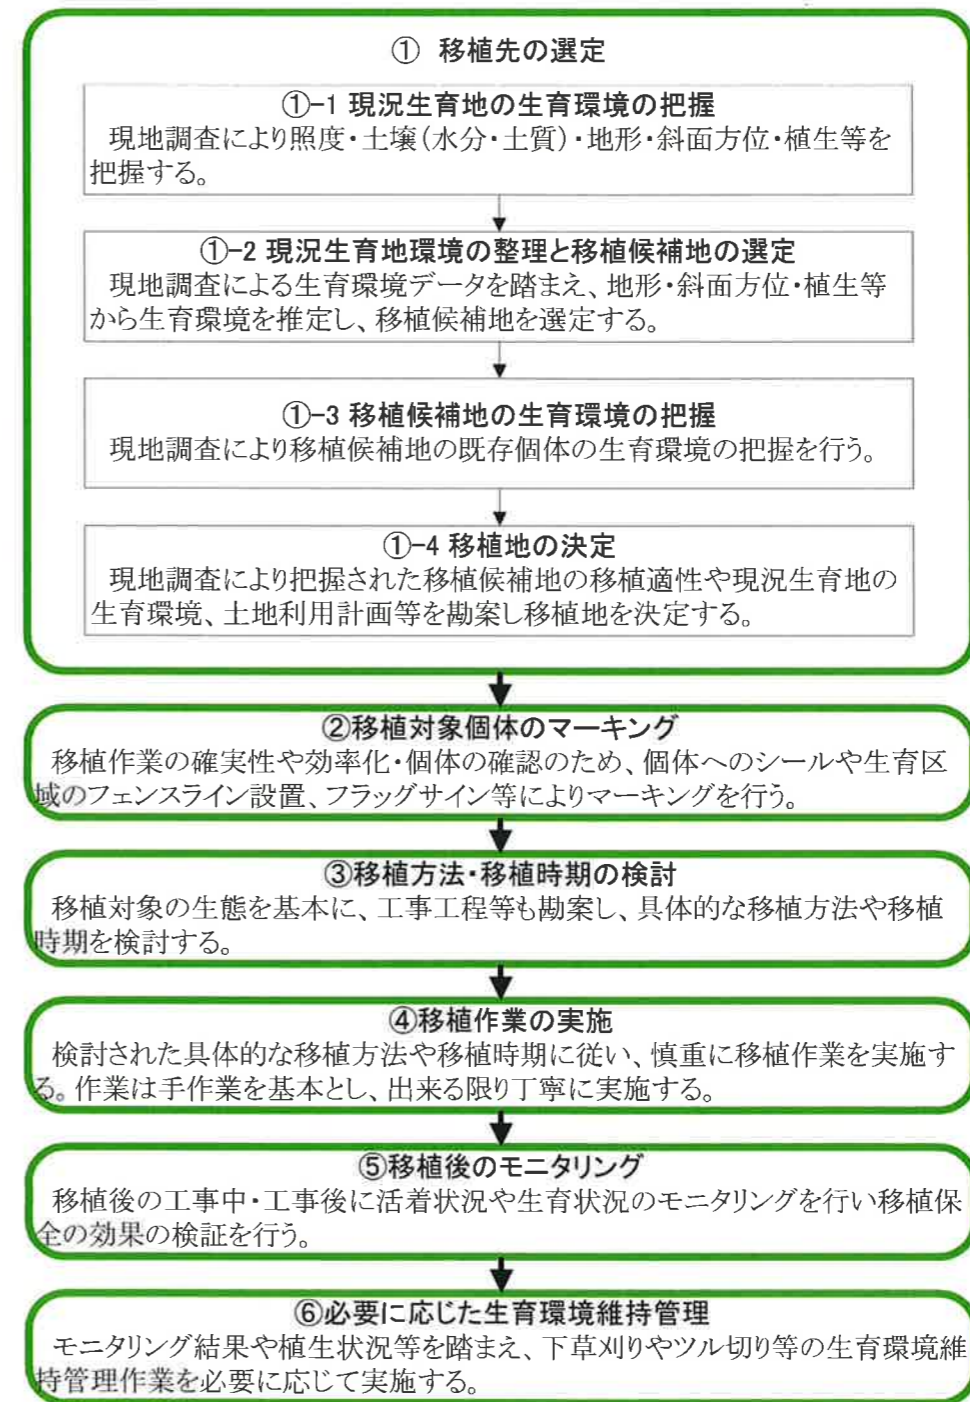 ① 移植先の選定
①-1 現況生育地の生育環境の把握
現地調査により照度・土壌(水分・土質)・地形・斜面方位・植生等を
把握する。
①-2 現況生育地環境の整理と移植候補地の選定
現地調査による生育環境データを踏まえ、地形・斜面方位・植生等
から生育環境を推定し、移植候補地を選定する。
①-3 移植候補地の生育環境の把握
現地調査により移植候補地の既存個体の生育環境の把握を行う。
①-4 移植地の決定
現地調査により把握された移植候補地の移植適性や現況生育地の
生育環境、土地利用計画等を勘案し移植地を決定する。
②移植対象個体のマーキング
移植作業の確実性や効率化・個体の確認のため、個体へのシールや生育区
域のフェンスライン設置、フラッグサイン等によりマーキングを行う。
③移植方法・移植時期の検討
移植対象の生態を基本に、工事工程等も勘案し、具体的な移植方法や移植
時期を検討する。
④移植作業の実施
検討された具体的な移植方法や移植時期に従い、慎重に移植作業を実施す
る。作業は手作業を基本とし、出来る限り丁寧に実施する。
⑤移植後のモニタリング
移植後の工事中・工事後に活着状況や生育状況のモニタリングを行い移植保
全の効果の検証を行う。
⑥必要に応じた生育環境維持管理
モニタリング結果や植生状況等を踏まえ、下草刈りやツル切り等の生育環境維
持管理作業を必要に応じて実施する。